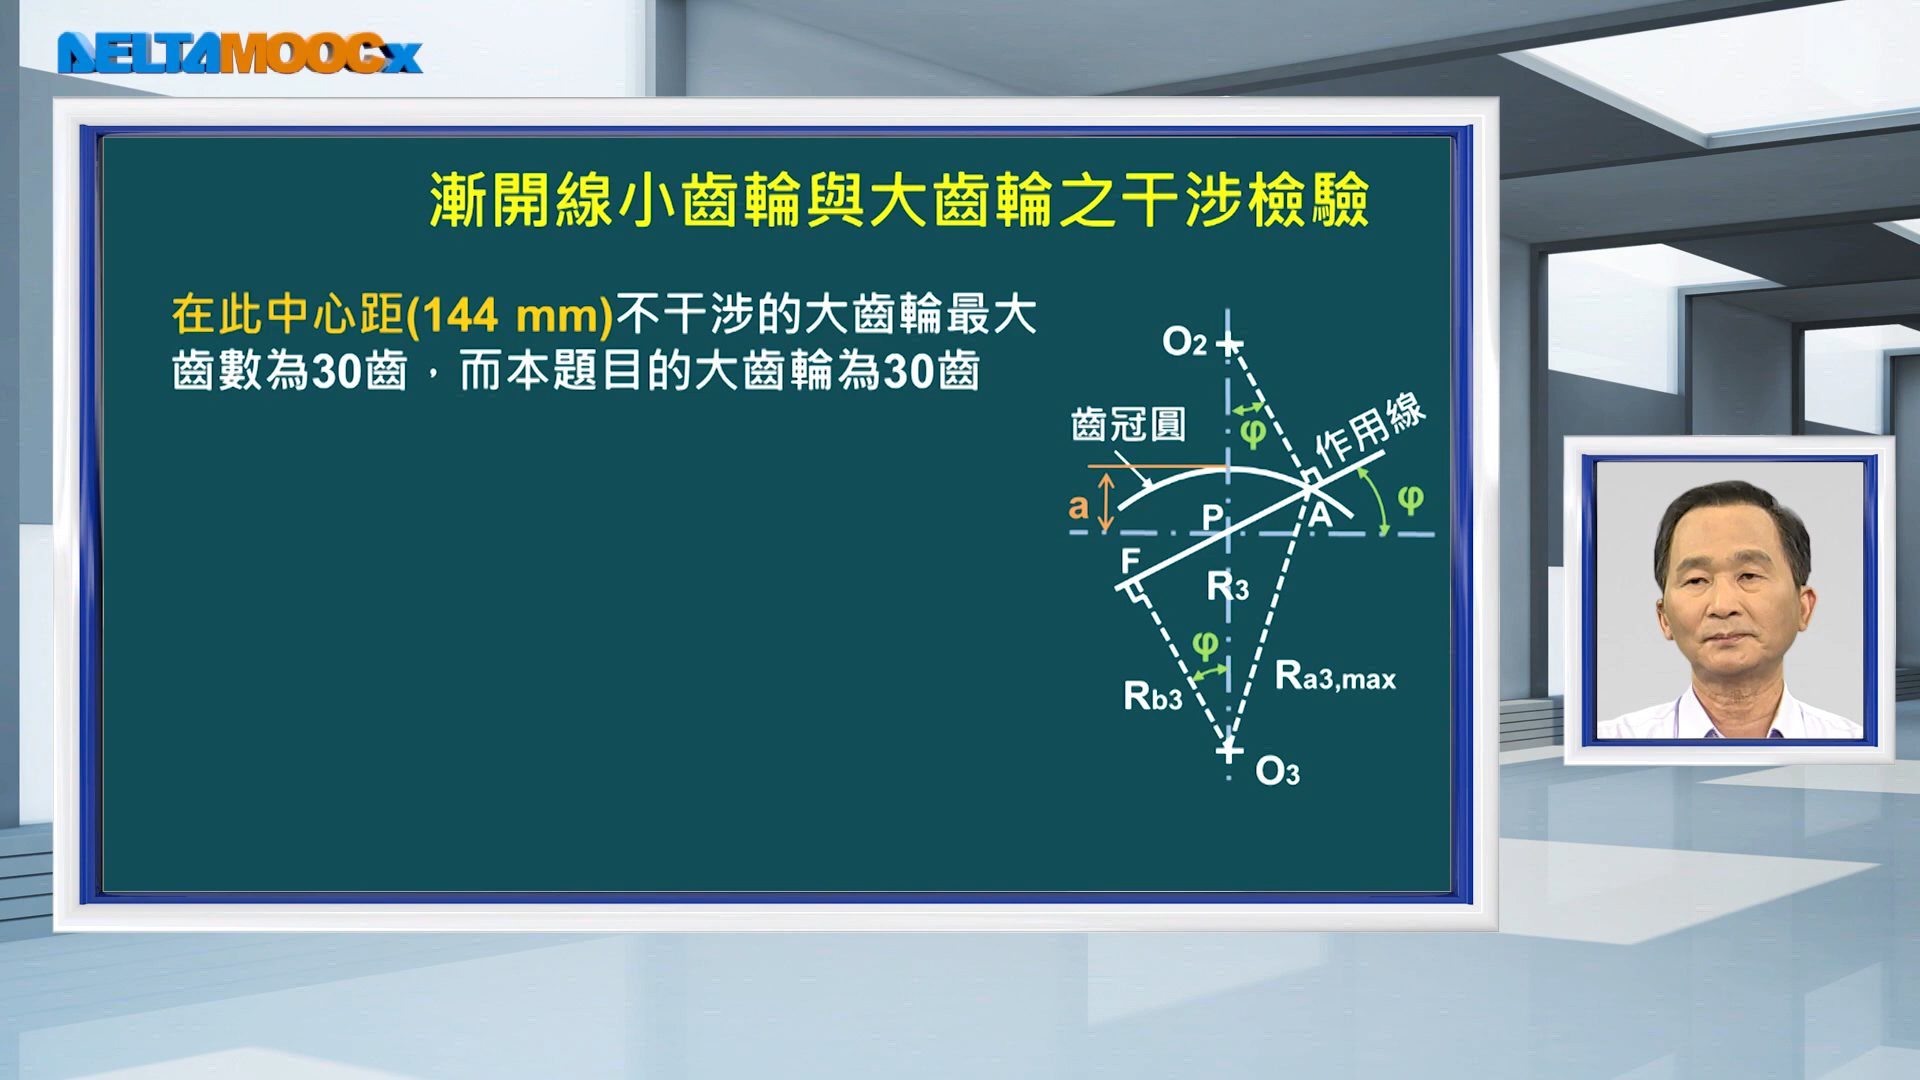 DELTAMOOCx
漸開線小齒輪與大齒輪之干涉檢驗
在此中心距(144 mm)不干涉的大齒輪最大
齒數為30齒，而本題目的大齒輪為30齒
O2
φ
齒冠圓
作用線
a
P
A
φ
F
R3
φ
Rb3
Ra3,max
O3